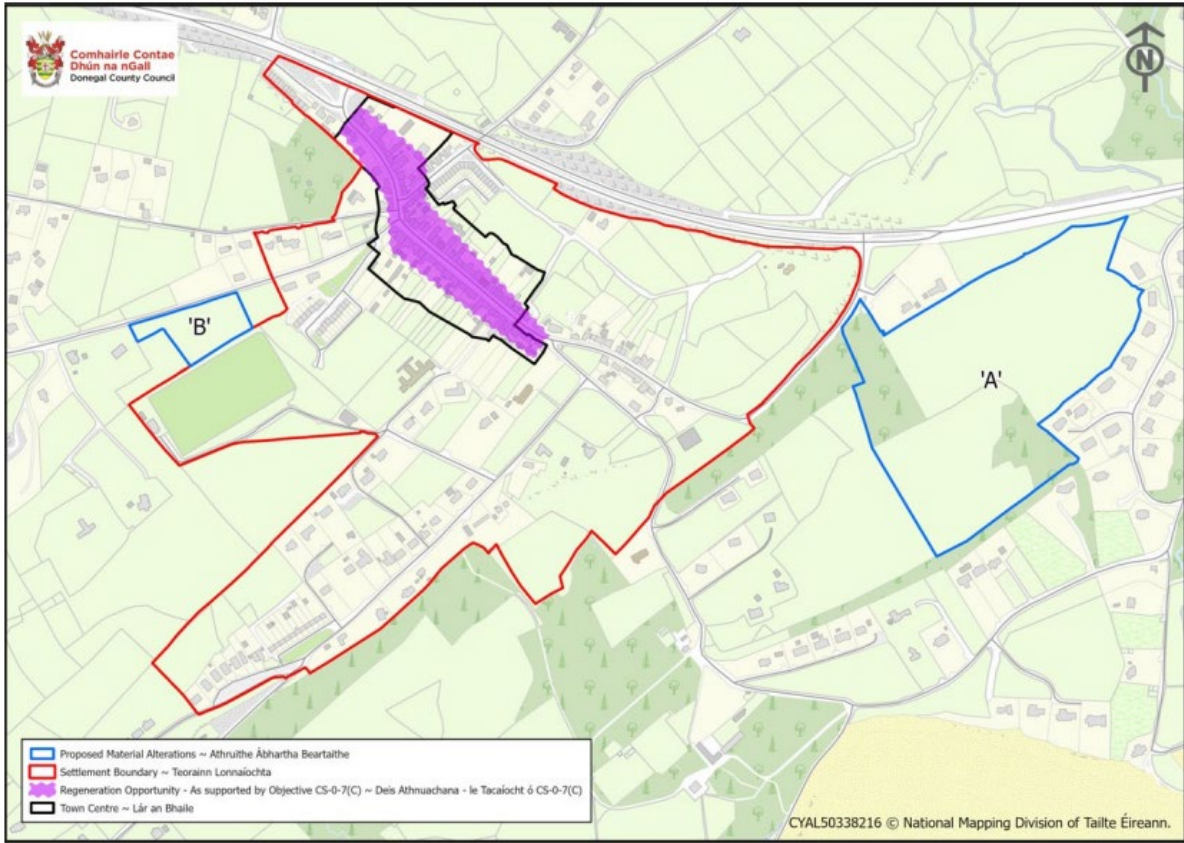 Comhairle Contae
Dhún na nGall
Donegal County Council
N
'B'
'A'
Proposed Material Alterations ~ Athruithe Ábhartha Beartaithe
Settlement Boundary ~ Teorainn Lonnaíochta
Regeneration Opportunity - As supported by Objective CS-0-7(C) ~ Deis Athnuachana - le Tacaíocht ó CS-0-7(C)
Town Centre ~ Lár an Bhaile
CYAL50338216 © National Mapping Division of Tailte Éireann.